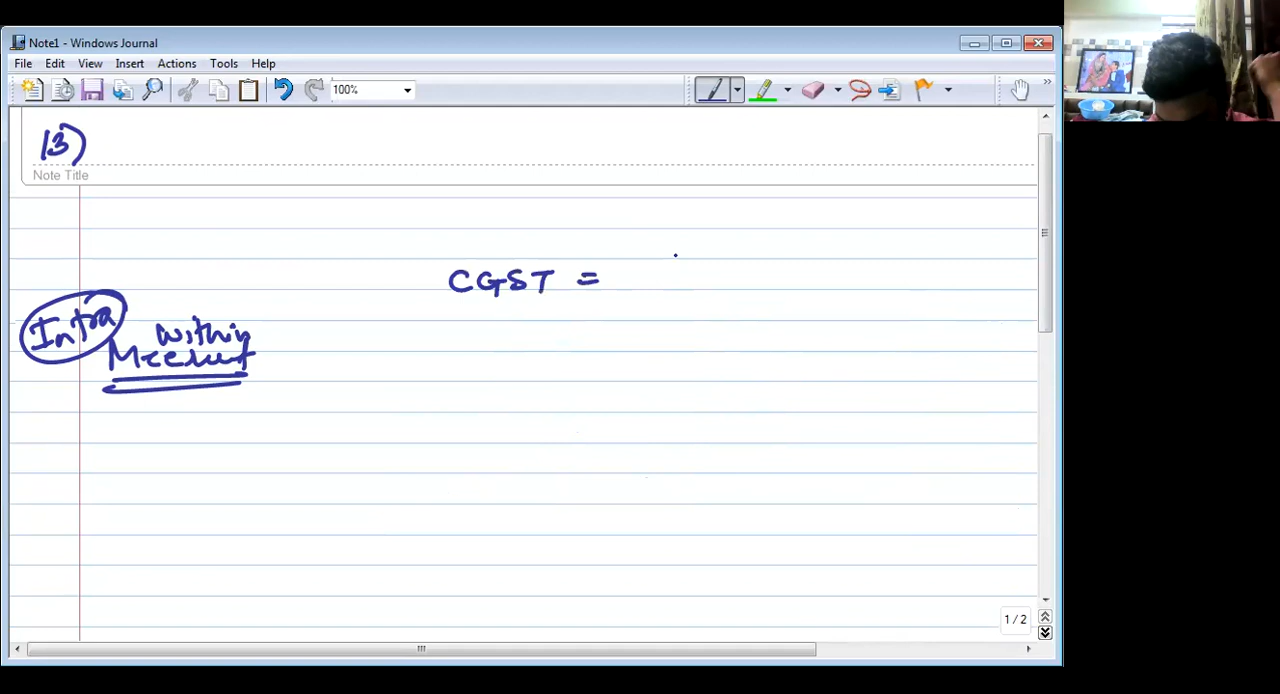 Note1 - Windows Journal
File Edit View Insert Actions Tools Help
100%
13)
Note Title
CGST =
Intra within
Meerut
1 / 2